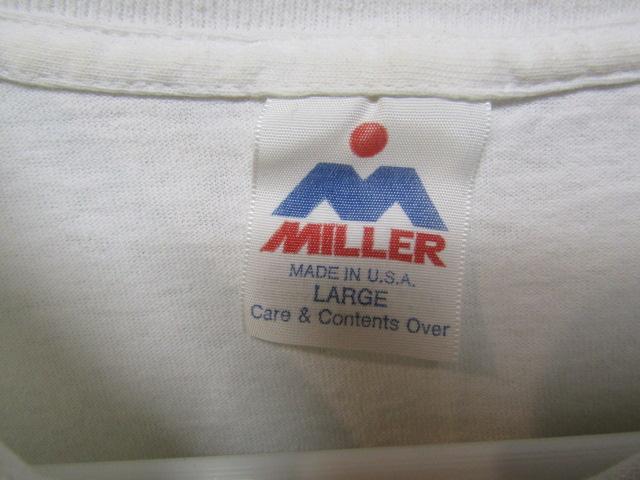 MILLER
MADE IN U.S.A.
LARGE
Care & Contents Over